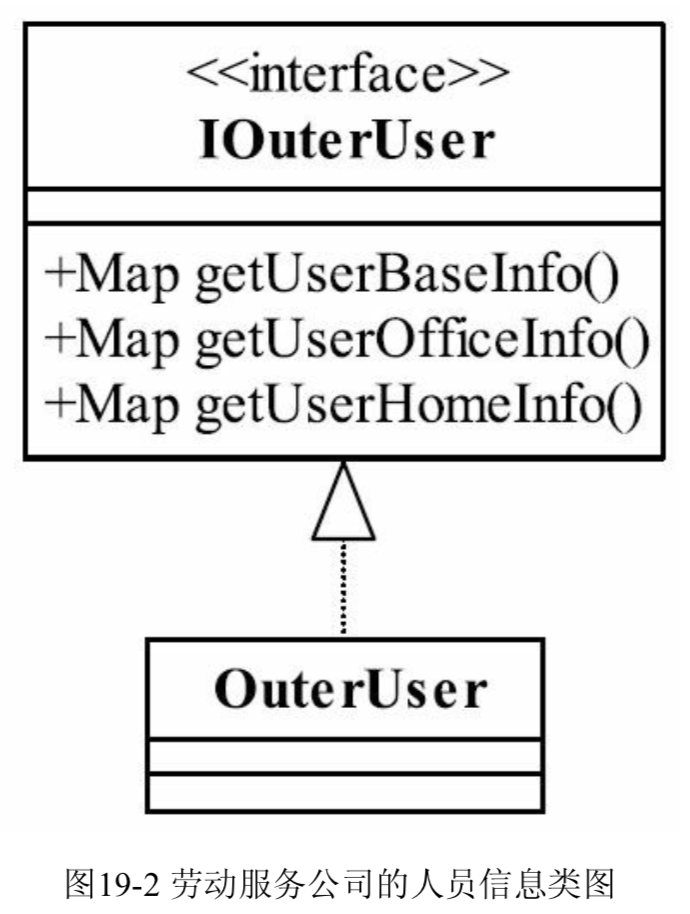 <<interface>>
IOuterUser
+Map getUserBaseInfo()
+Map getUserOfficeInfo()
+Map getUserHomeInfo()
OuterUser
图19-2 劳动服务公司的人员信息类图